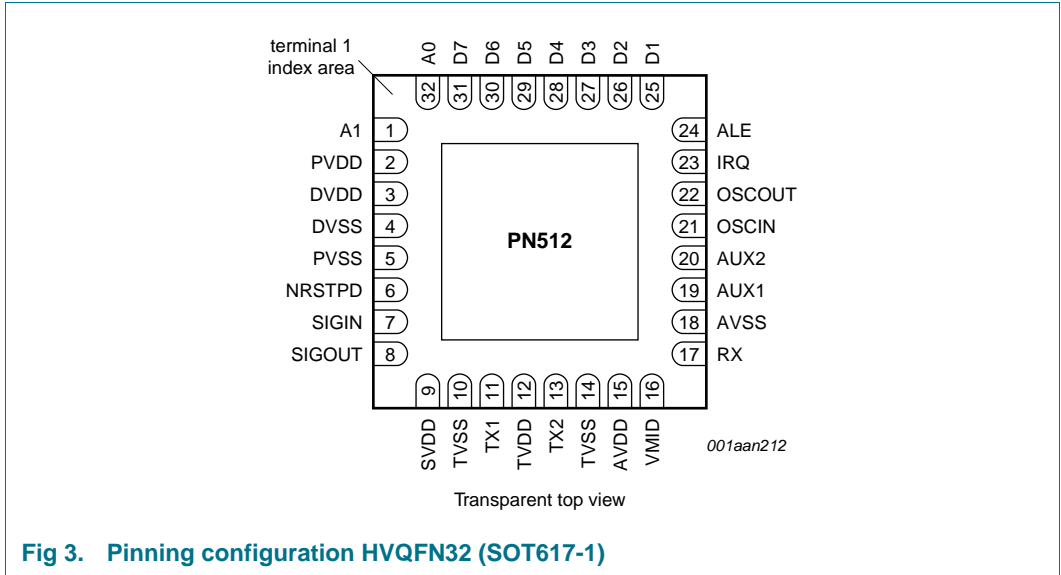 terminal 1
index area
A0
D7
D6
D5
D4
D3
D2
D1
32
31
30
29
28
27
26
25
A1 1
PVDD 2
DVDD 3
DVSS 4
PVSS 5
NRSTPD 6
SIGIN 7
SIGOUT 8
PN512
24 ALE
23 IRQ
22 OSCOUT
21 OSCIN
20 AUX2
19 AUX1
18 AVSS
17 RX
9
10
11
12
13
14
15
16
SVDD
TVSS
TX1
TVDD
TX2
TVSS
AVDD
VMID
001aan212
Transparent top view
Fig 3. Pinning configuration HVQFN32 (SOT617-1)